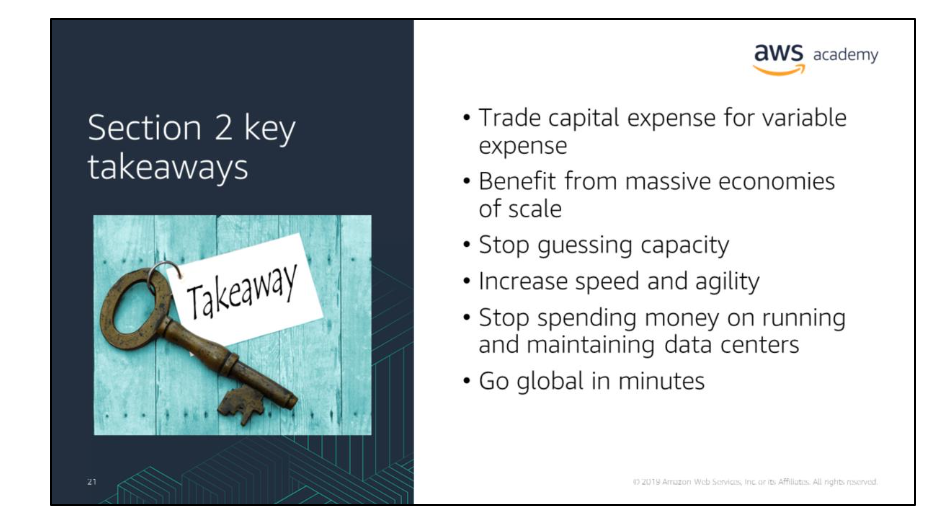 aws academy
Section 2 key
takeaways
Takeaway
• Trade capital expense for variable
expense
• Benefit from massive economies
of scale
• Stop guessing capacity
• Increase speed and agility
• Stop spending money on running
and maintaining data centers
• Go global in minutes
21
© 2019 Amazon Web Services, Inc. or its Affiliates. All rights reserved.